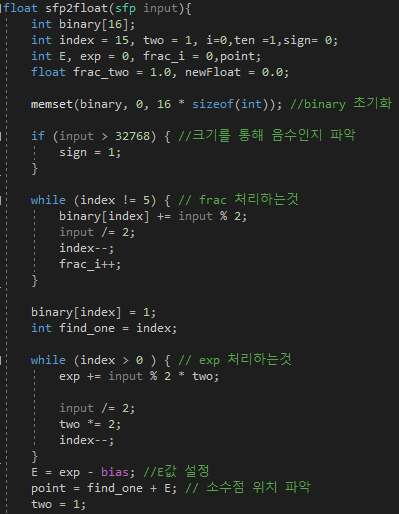 float sfp2float(sfp input){
int binary[16];
int index = 15, two = 1, i=0,ten =1,sign= 0;
int E, exp = 0, frac_i = 0,point;
float frac_two = 1.0, newFloat = 0.0;
memset(binary, 0, 16 * sizeof(int)); //binary 초기화
if (input > 32768) { //크기를 통해 음수인지 파악
sign = 1;
}
while (index != 5) { // frac 처리하는것
binary[index] += input % 2;
input /= 2;
index--;
frac_i++;
}
binary[index] = 1;
int find_one = index;
while (index > 0 ) { // exp 처리하는것
exp += input % 2 * two;
input /= 2;
two *= 2;
index--;
}
E = exp - bias; //E값 설정
point = find_one + E; // 소수점 위치 파악
two = 1;